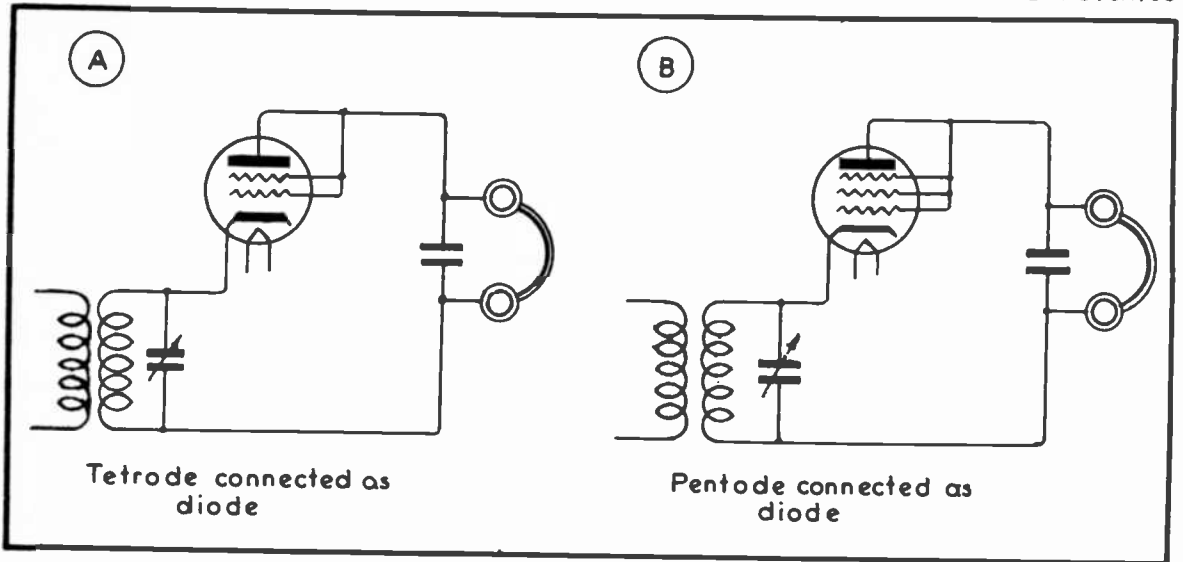 A
B
Tetrode connected as
diode
Pentode connected as
diode